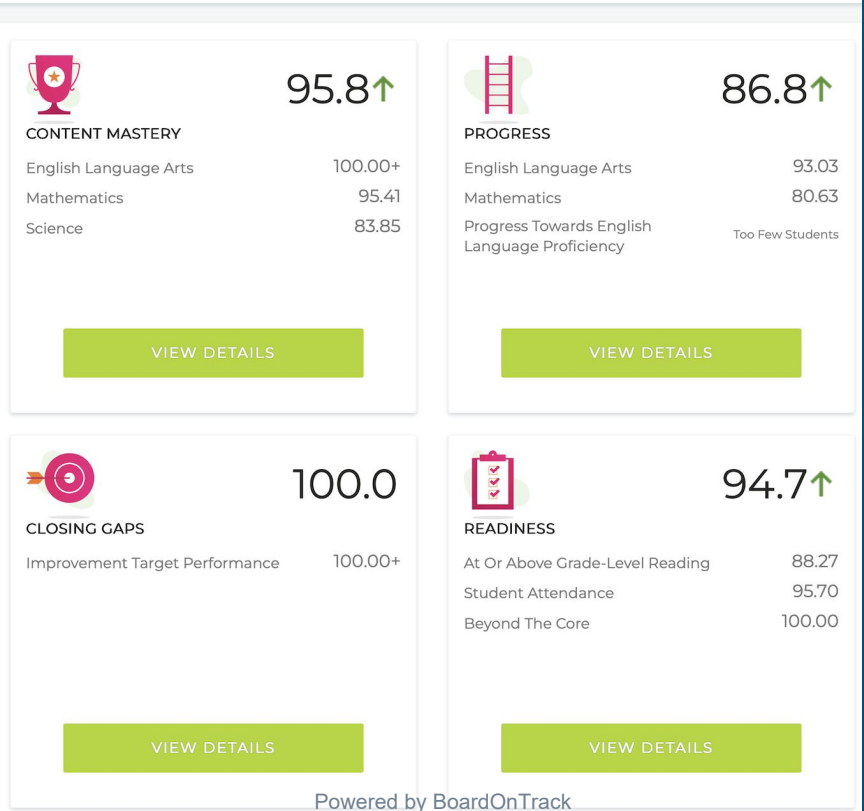 95.8↑
CONTENT MASTERY
English Language Arts 100.00+
Mathematics 95.41
Science 83.85
VIEW DETAILS
86.8↑
PROGRESS
English Language Arts 93.03
Mathematics 80.63
Progress Towards English
Language Proficiency Too Few Students
VIEW DETAILS
100.0
CLOSING GAPS
Improvement Target Performance 100.00+
VIEW DETAILS
94.7↑
READINESS
At Or Above Grade-Level Reading 88.27
Student Attendance 95.70
Beyond The Core 100.00
VIEW DETAILS
Powered by BoardOnTrack